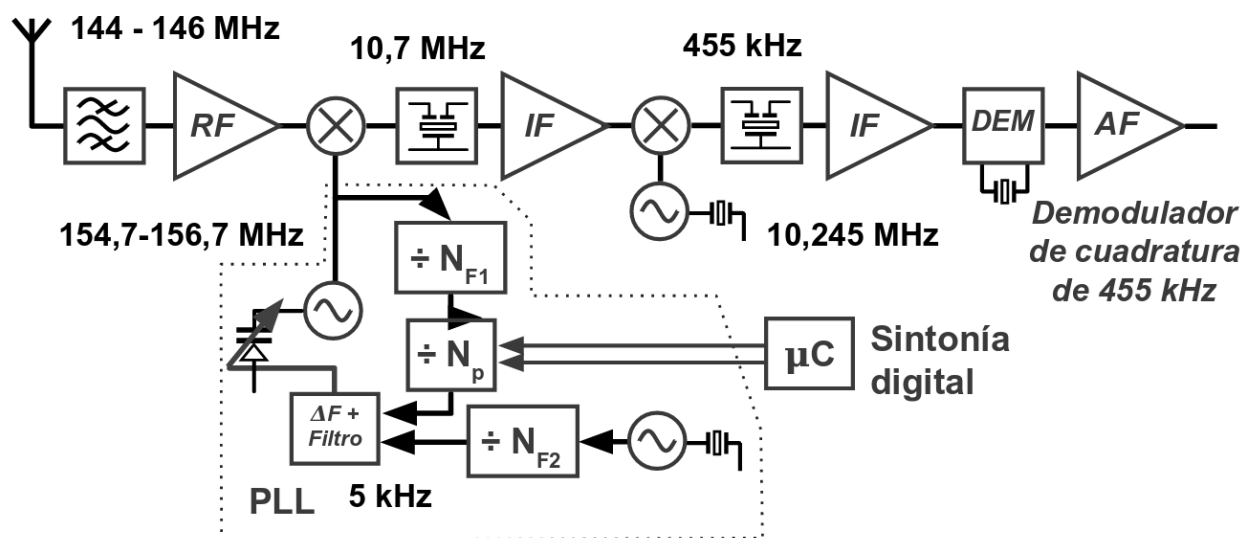 144 - 146 MHz
10,7 MHz
455 kHz
RF
IF
IF
DEM
AF
154,7-156,7 MHz
10,245 MHz
Demodulador
de cuadratura
de 455 kHz
÷ NF1
÷ Np
µC
Sintonía
digital
ΔF +
Filtro
÷ NF2
PLL
5 kHz